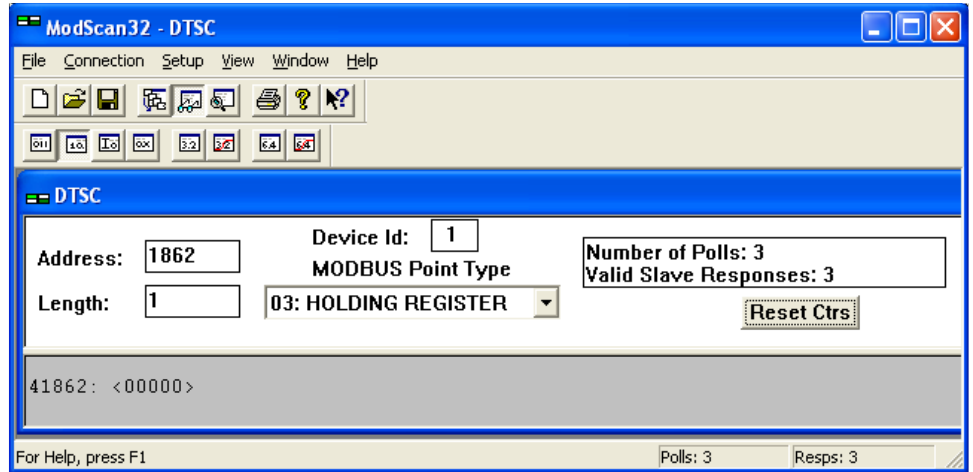 ModScan32 - DTSC
File Connection Setup View Window Help
DTSC
Address: 1862
Length: 1
Device Id: 1
MODBUS Point Type
03: HOLDING REGISTER
Number of Polls: 3
Valid Slave Responses: 3
Reset Ctrs
41862: <00000>
For Help, press F1
Polls: 3
Resps: 3